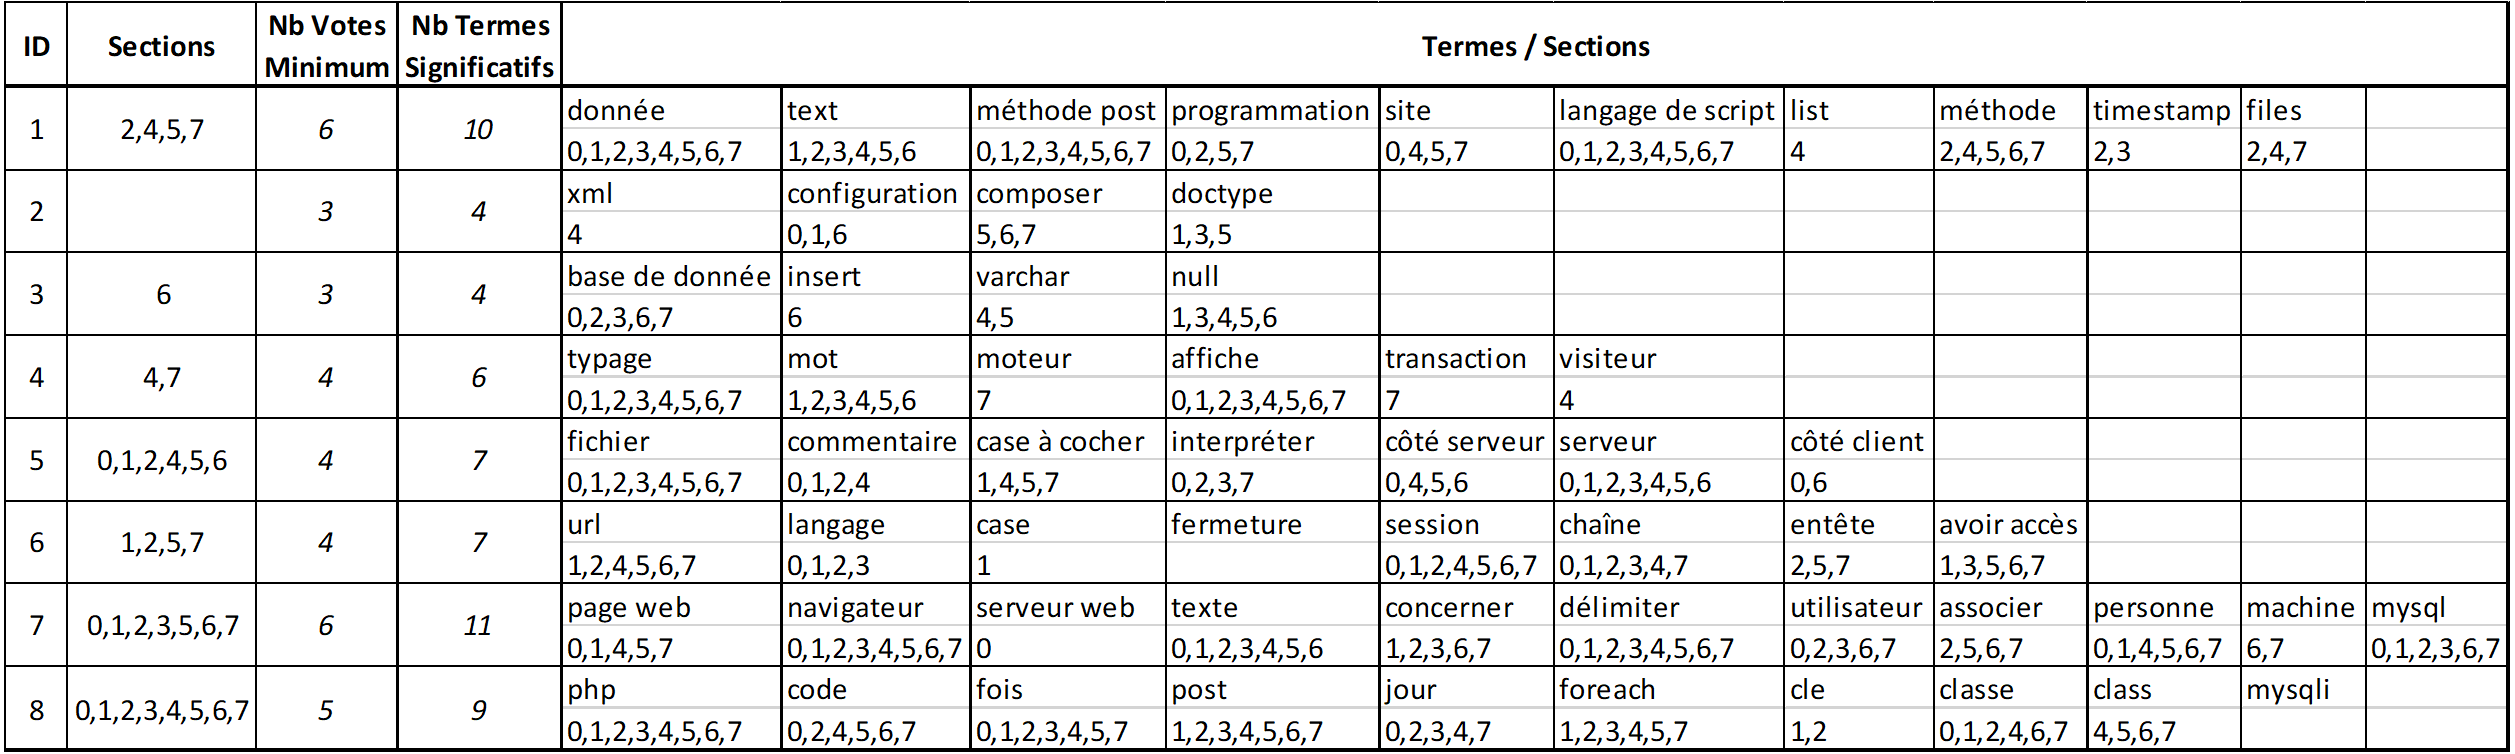 ID Sections Nb Votes Minimum Nb Termes Significatifs Termes / Sections
1 2,4,5,7 6 10
donnée text méthode post programmation site langage de script list méthode timestamp files
0,1,2,3,4,5,6,7 1,2,3,4,5,6 0,1,2,3,4,5,6,7 0,2,5,7 0,4,5,7 0,1,2,3,4,5,6,7 4 2,4,5,6,7 2,3 2,4,7
2 3 4
xml configuration composer doctype
4 0,1,6 5,6,7 1,3,5
3 6 3 4
base de donnée insert varchar null
0,2,3,6,7 6 4,5 1,3,4,5,6
4 4,7 4 6
typage mot moteur affiche transaction visiteur
0,1,2,3,4,5,6,7 1,2,3,4,5,6 7 0,1,2,3,4,5,6,7 7 4
5 0,1,2,4,5,6 4 7
fichier commentaire case à cocher interpréter côté serveur serveur côté client
0,1,2,3,4,5,6,7 0,1,2,4 1,4,5,7 0,2,3,7 0,4,5,6 0,1,2,3,4,5,6 0,6
6 1,2,5,7 4 7
url langage case fermeture session chaîne entête avoir accès
1,2,4,5,6,7 0,1,2,3 1 0,1,2,4,5,6,7 0,1,2,3,4,7 2,5,7 1,3,5,6,7
7 0,1,2,3,5,6,7 6 11
page web navigateur serveur web texte concerner délimiter utilisateur associer personne machine mysql
0,1,4,5,7 0,1,2,3,4,5,6,7 0 0,1,2,3,4,5,6 1,2,3,6,7 0,1,2,3,4,5,6,7 0,2,3,6,7 2,5,6,7 0,1,4,5,6,7 6,7 0,1,2,3,6,7
8 0,1,2,3,4,5,6,7 5 9
php code fois post jour foreach cle classe class mysqli
0,1,2,3,4,5,6,7 0,2,4,5,6,7 0,1,2,3,4,5,7 1,2,3,4,5,6,7 0,2,3,4,7 1,2,3,4,5,7 1,2 0,1,2,4,6,7 4,5,6,7